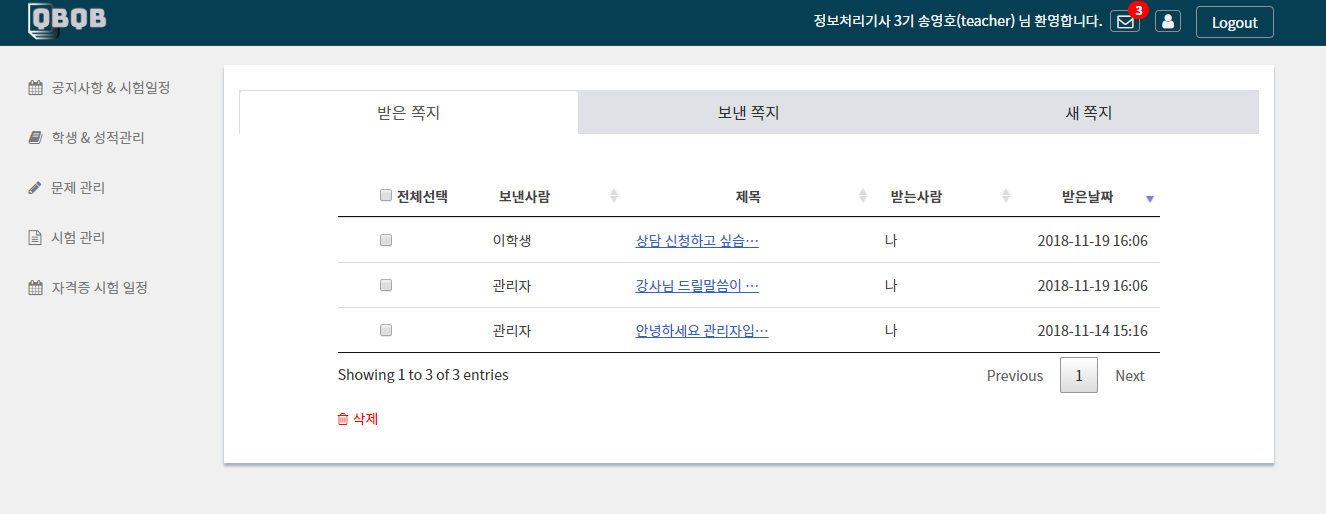 QBQB
정보처리기사 3기 송영호(teacher) 님 환영합니다. 3 Logout
공지사항 & 시험일정
학생 & 성적관리
문제 관리
시험 관리
자격증 시험 일정
받은 쪽지 보낸 쪽지 새 쪽지
전체선택 보낸사람 제목 받는사람 받은날짜
이학생 상담 신청하고 싶습… 나 2018-11-19 16:06
관리자 강사님 드릴말씀이 … 나 2018-11-19 16:06
관리자 안녕하세요 관리자입… 나 2018-11-14 15:16
Showing 1 to 3 of 3 entries Previous 1 Next
삭제